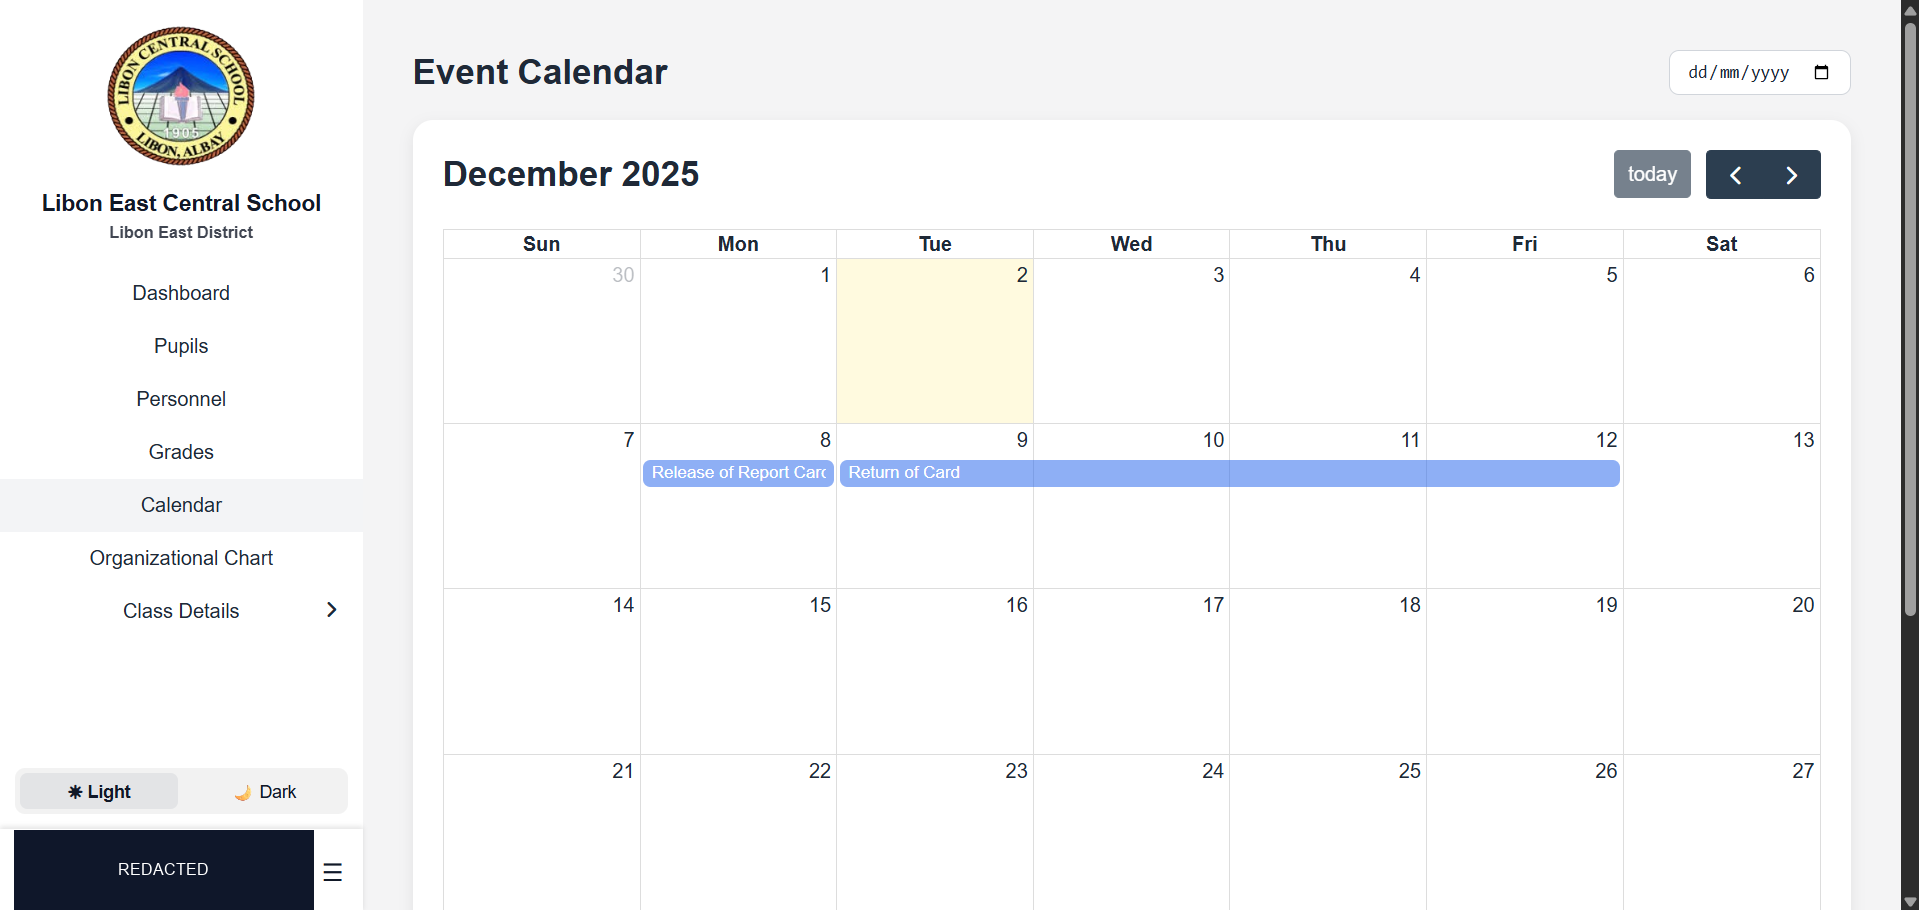 LIBON CENTRAL SCHOOL
1905
LIBON, ALBAY
Libon East Central School
Libon East District
Dashboard
Pupils
Personnel
Grades
Calendar
Organizational Chart
Class Details
Light
Dark
REDACTED
Event Calendar
dd/mm/yyyy
December 2025
today
Sun Mon Tue Wed Thu Fri Sat
30 1 2 3 4 5 6
7 8 9 10 11 12 13
Release of Report Card Return of Card
14 15 16 17 18 19 20
21 22 23 24 25 26 27